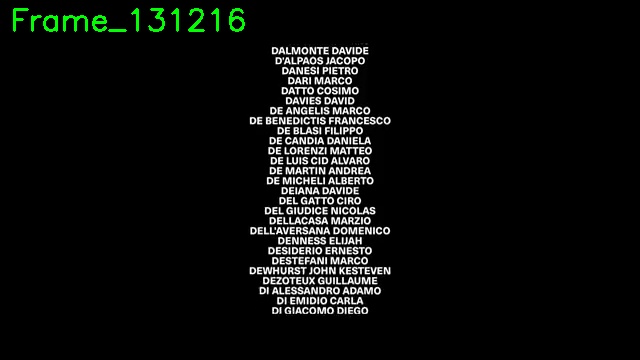 Frame_131216
DALMONTE DAVIDE
D'ALPAOS JACOPO
DANESI PIETRO
DARI MARCO
DATTO COSIMO
DAVIES DAVID
DE ANGELIS MARCO
DE BENEDICTIS FRANCESCO
DE BLASI FILIPPO
DE CANDIA DANIELA
DE LORENZI MATTEO
DE LUIS CID ALVARO
DE MARTIN ANDREA
DE MICHELI ALBERTO
DEIANA DAVIDE
DEL GATTO CIRO
DEL GIUDICE NICOLAS
DELLACASA MARZIO
DELL'AVERSANA DOMENICO
DENNESS ELIJAH
DESIDERIO ERNESTO
DESTEFANI MARCO
DEWHURST JOHN KESTEVEN
DEZOTEUX GUILLAUME
DI ALESSANDRO ADAMO
DI EMIDIO CARLA
DI GIACOMO DIEGO